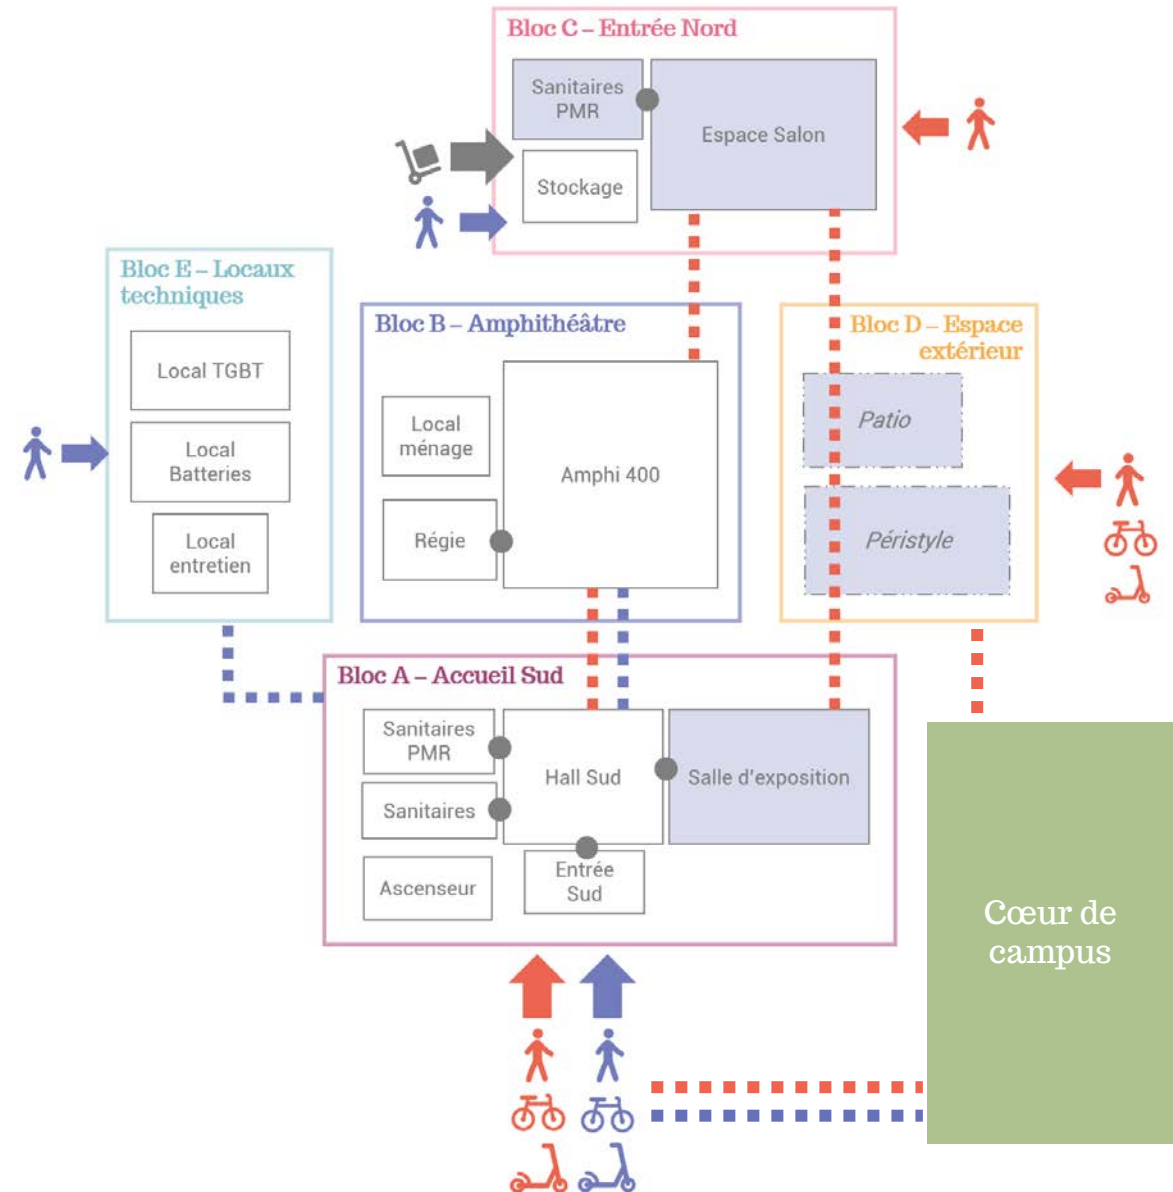 Bloc C – Entrée Nord
Sanitaires
PMR
Espace Salon
Stockage
Bloc E – Locaux
techniques
Local TGBT
Local
Batteries
Local
entretien
Bloc B – Amphithéâtre
Local
ménage
Amphi 400
Régie
Bloc D – Espace
extérieur
Patio
Péristyle
Bloc A – Accueil Sud
Sanitaires
PMR
Hall Sud
Salle d'exposition
Sanitaires
Ascenseur
Entrée
Sud
Cœur de
campus